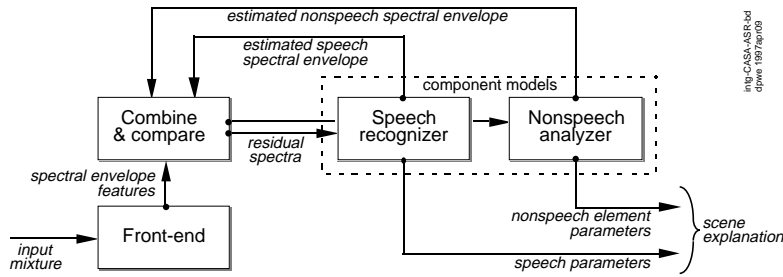 estimated nonspeech spectral envelope
estimated speech
spectral envelope
component models
Combine
& compare
Speech
recognizer
Nonspeech
analyzer
residual
spectra
spectral envelope
features
Front-end
input
mixture
nonspeech element
parameters
speech parameters
scene
explanation
intg-CASA-ASR-bd
dpwe 1997apr09